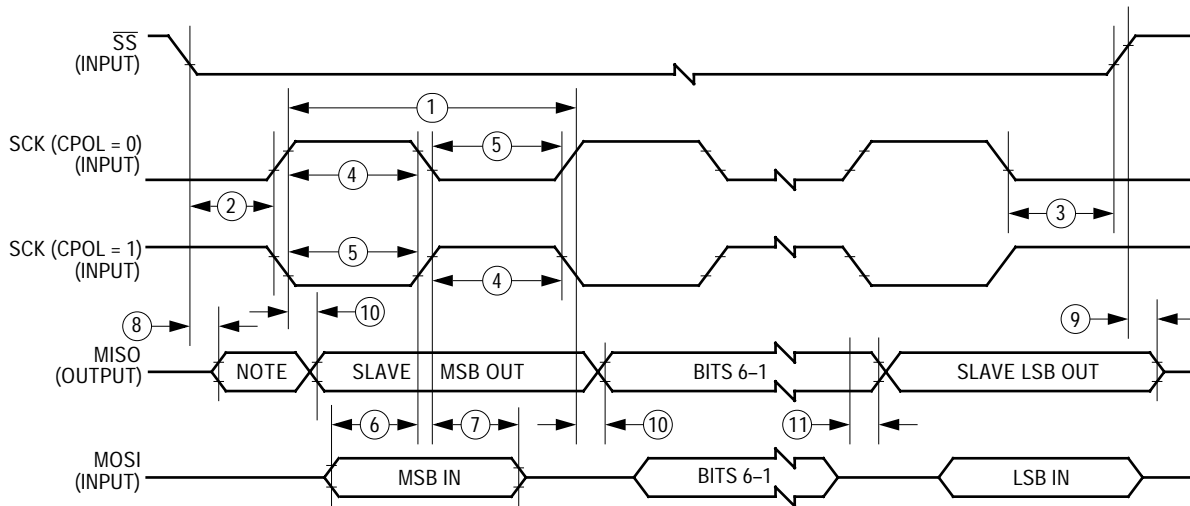 SS
(INPUT)
1
SCK (CPOL = 0)
(INPUT)
5
4
2
3
SCK (CPOL = 1)
(INPUT)
5
4
8
10
9
MISO
(OUTPUT)
NOTE
SLAVE
MSB OUT
BITS 6–1
SLAVE LSB OUT
6
7
10
11
MOSI
(INPUT)
MSB IN
BITS 6–1
LSB IN